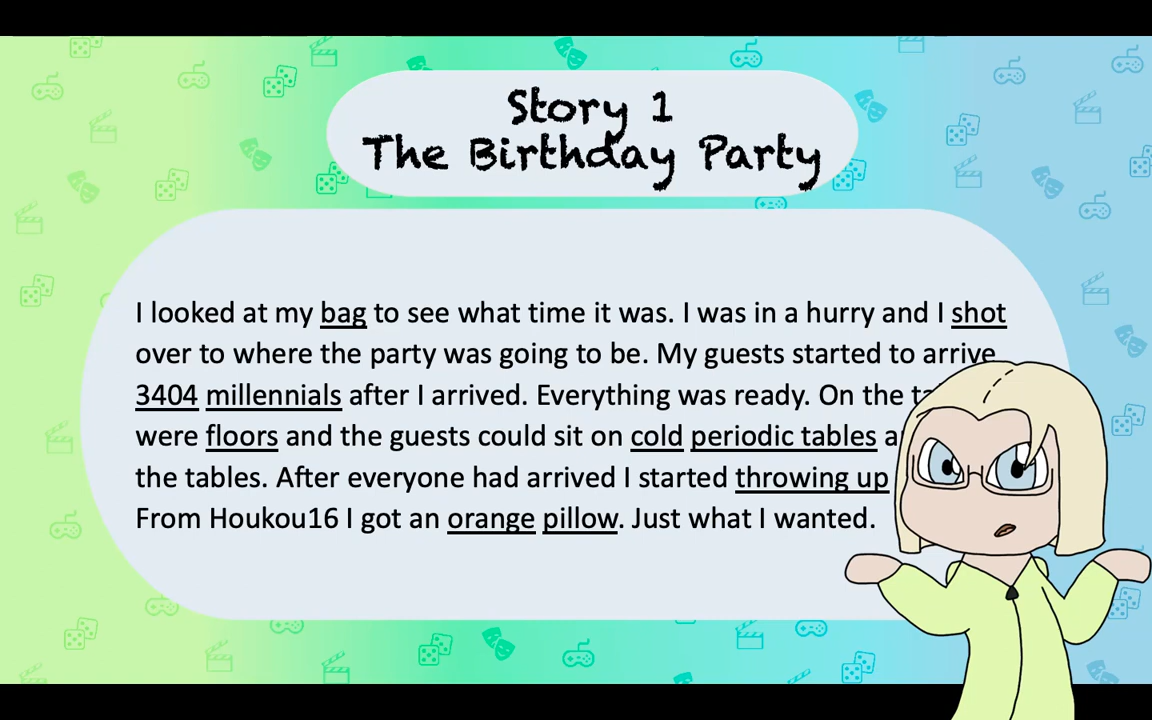 Story 1
The Birthday Party
I looked at my bag to see what time it was. I was in a hurry and I shot
over to where the party was going to be. My guests started to arrive
3404 millennials after I arrived. Everything was ready. On the
were floors and the guests could sit on cold periodic tables
the tables. After everyone had arrived I started throwing up
From Houkou16 I got an orange pillow. Just what I wanted.